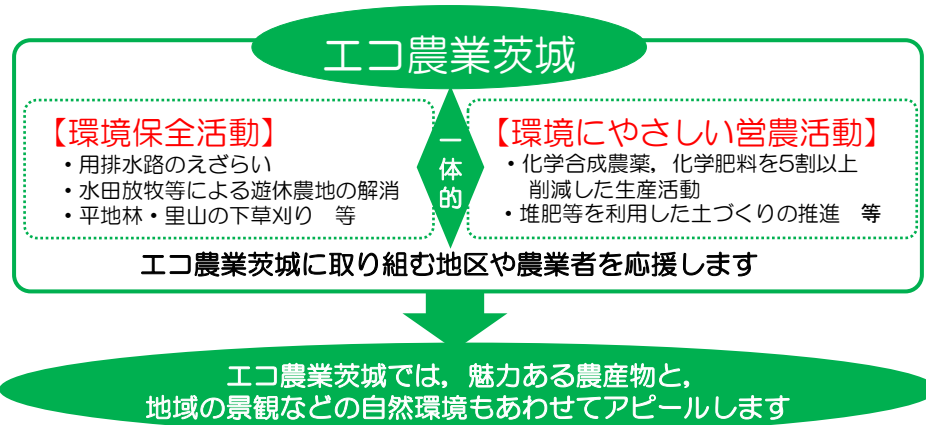 エコ農業茨城
【環境保全活動】
・用排水路のえざらい
・水田放牧等による遊休農地の解消
・平地林・里山の下草刈り　等
一体的
【環境にやさしい営農活動】
・化学合成農薬，化学肥料を5割以上
削減した生産活動
・堆肥等を利用した土づくりの推進　等
エコ農業茨城に取り組む地区や農業者を応援します
エコ農業茨城では，魅力ある農産物と，
地域の景観などの自然環境もあわせてアピールします